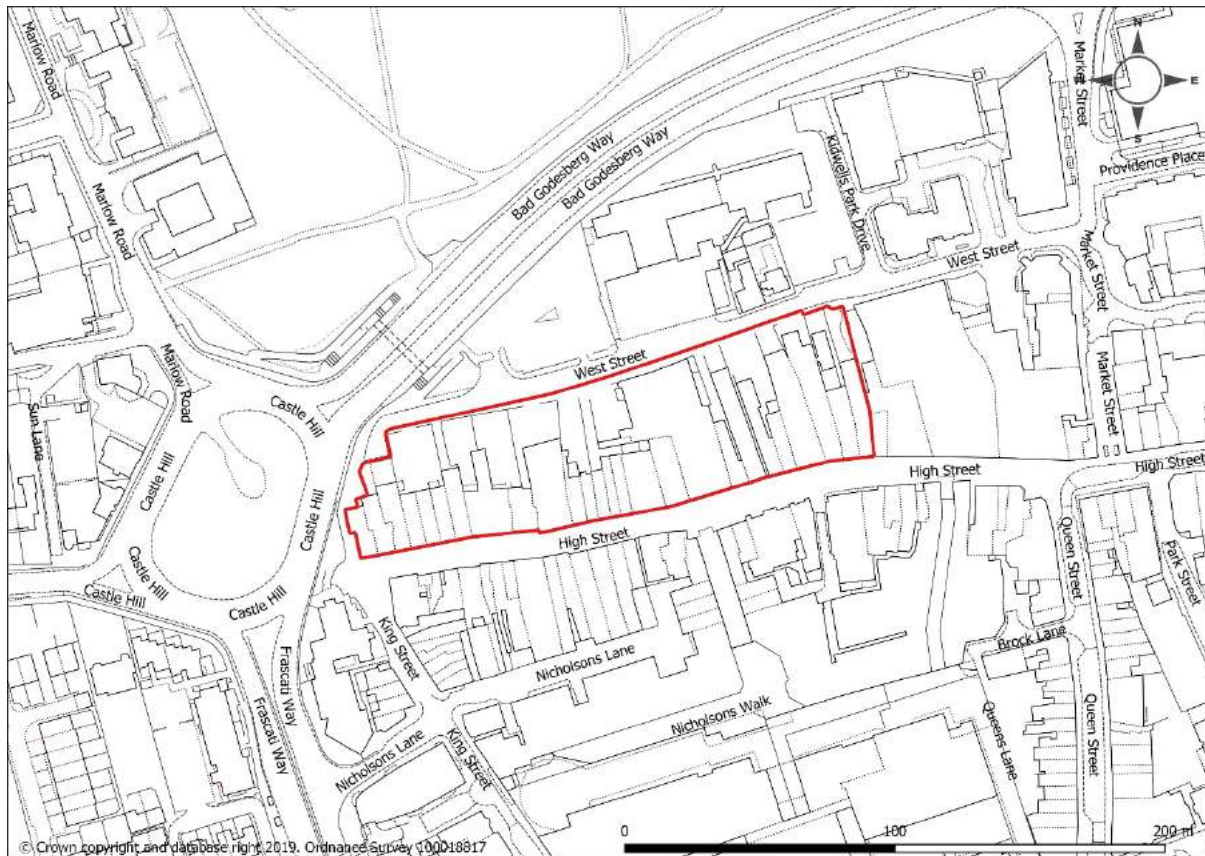 Marlow Road
Market Street
N
E
S
Bad Godesberg Way
Bad Godesberg Way
Kidwells Park Drive
Providence Place
Marlow Road
West Street
Market Street
Marlow Road
West Street
Market Street
Castle Hill
Sun Lane
Castle Hill
Castle Hill
High Street
High Street
High Street
Castle Hill
Castle Hill
Castle Hill
Queen Street
Park Street
King Street
Brock Lane
Nicholsons Lane
Frascati Way
Frascati Way
Nicholsons Walk
Queens Lane
Queen Street
Nicholsons Lane
King Street
0 100 200 m
© Crown copyright and database right 2019. Ordnance Survey 100018817